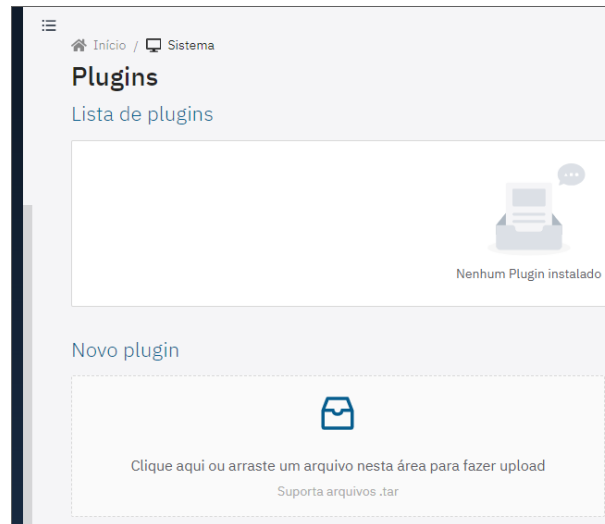 Início / Sistema
Plugins
Lista de plugins
Nenhum Plugin instalado
Novo plugin
Clique aqui ou arraste um arquivo nesta área para fazer upload
Suporta arquivos .tar